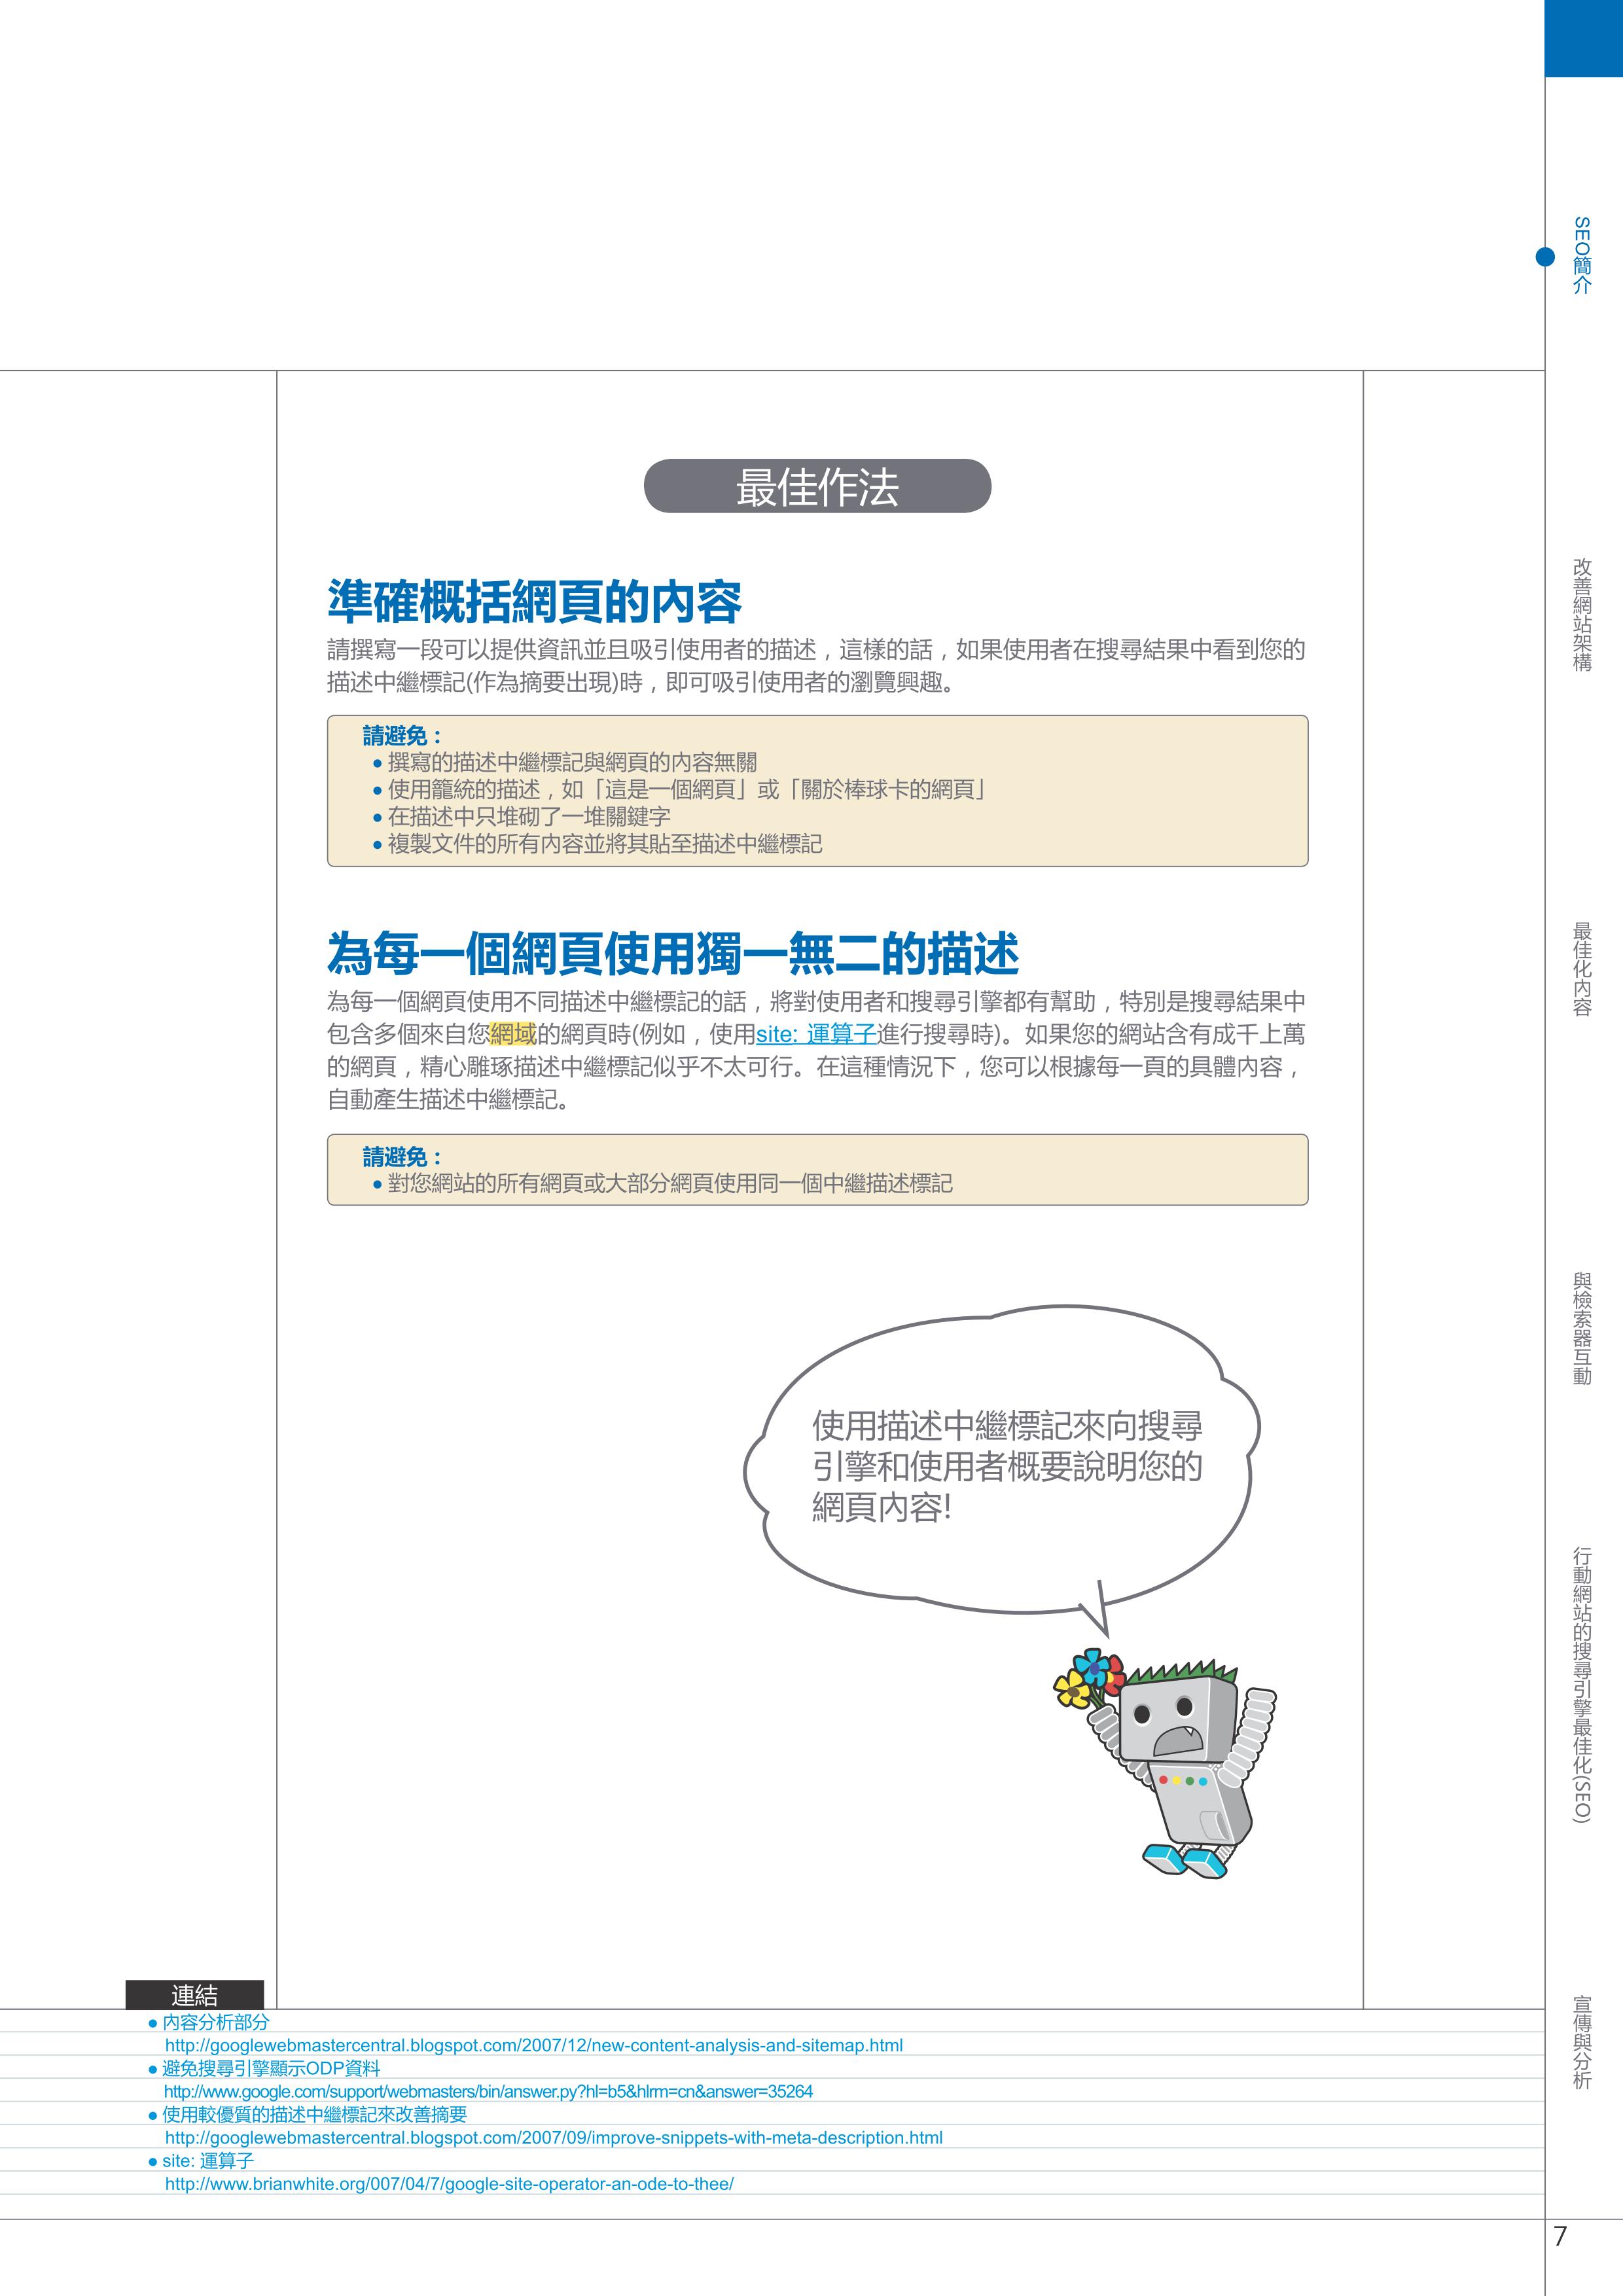 最佳作法
準確概括網頁的內容
請撰寫一段可以提供資訊並且吸引使用者的描述，這樣的話，如果使用者在搜尋結果中看到您的
描述中繼標記(作為摘要出現)時，即可吸引使用者的瀏覽興趣。
請避免：
● 撰寫的描述中繼標記與網頁的內容無關
● 使用籠統的描述，如「這是一個網頁」或「關於棒球卡的網頁」
● 在描述中只堆砌了一堆關鍵字
● 複製文件的所有內容並將其貼至描述中繼標記
為每一個網頁使用獨一無二的描述
為每一個網頁使用不同描述中繼標記的話，將對使用者和搜尋引擎都有幫助，特別是搜尋結果中
包含多個來自您網域的網頁時(例如，使用site: 運算子進行搜尋時)。如果您的網站含有成千上萬
的網頁，精心雕琢描述中繼標記似乎不太可行。在這種情況下，您可以根據每一頁的具體內容，
自動產生描述中繼標記。
請避免：
● 對您網站的所有網頁或大部分網頁使用同一個中繼描述標記
使用描述中繼標記來向搜尋
引擎和使用者概要說明您的
網頁內容!
連結
● 內容分析部分
http://googlewebmastercentral.blogspot.com/2007/12/new-content-analysis-and-sitemap.html
● 避免搜尋引擎顯示ODP資料
http://www.google.com/support/webmasters/bin/answer.py?hl=b5&hlrm=cn&answer=35264
● 使用較優質的描述中繼標記來改善摘要
http://googlewebmastercentral.blogspot.com/2007/09/improve-snippets-with-meta-description.html
● site: 運算子
http://www.brianwhite.org/007/04/7/google-site-operator-an-ode-to-thee/
SEO簡介
改善網站架構
最佳化內容
與檢索器互動
行動網站的搜尋引擎最佳化(SEO)
宣傳與分析
7